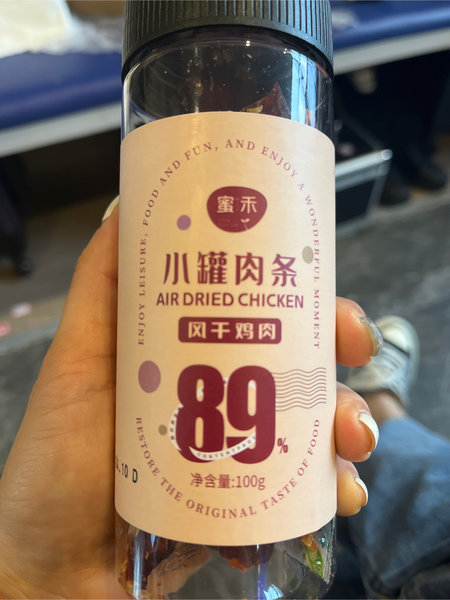 ENJOY LEISURE, FOOD AND FUN, AND ENJOY A WONDERFUL MOMENT
蜜禾
小罐肉条
AIR DRIED CHICKEN
风干鸡肉
89%
净含量:100g
RESTORE THE ORIGINAL TASTE OF FOOD
.10 D